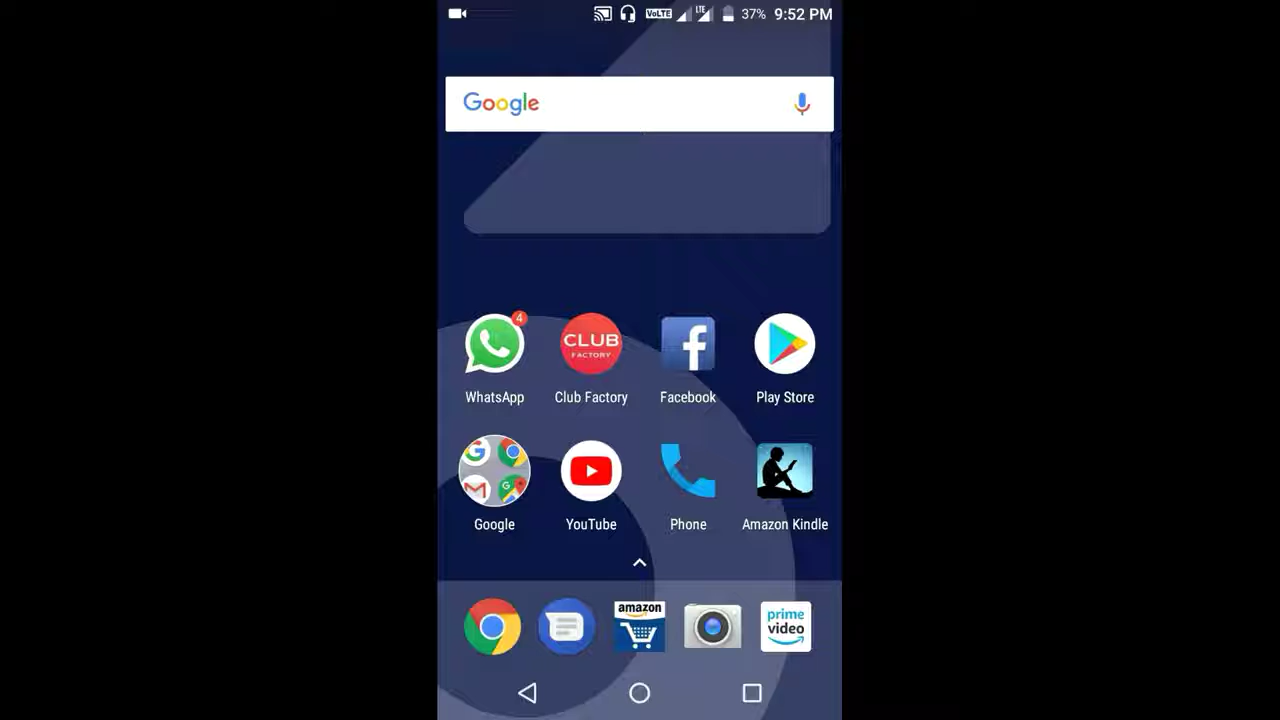 VoLTE LTE 37% 9:52 PM
Google
4
CLUB
FACTORY
WhatsApp Club Factory Facebook Play Store
Google YouTube Phone Amazon Kindle
amazon
prime
video